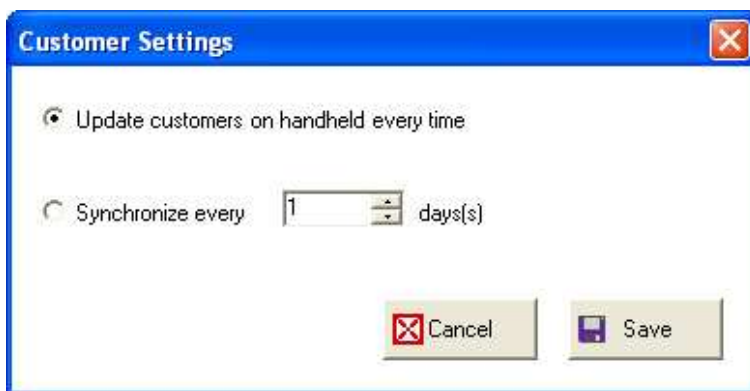 Customer Settings
Update customers on handheld every time
Synchronize every 1 days(s)
Cancel Save